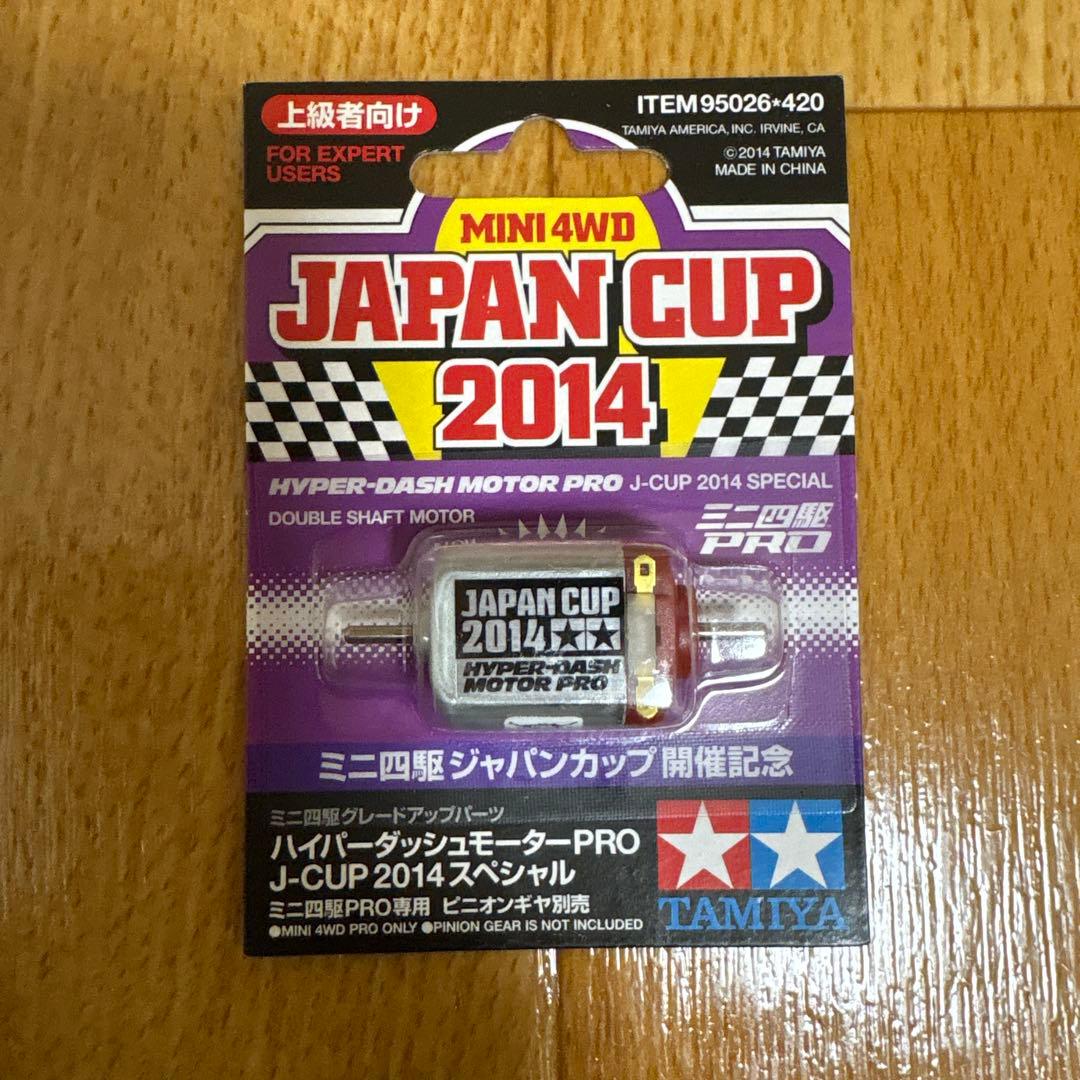 上級者向け
FOR EXPERT
USERS
ITEM 95026*420
TAMIYA AMERICA, INC. IRVINE, CA
©2014 TAMIYA
MADE IN CHINA
MINI 4WD
JAPAN CUP
2014
HYPER-DASH MOTOR PRO J-CUP 2014 SPECIAL
DOUBLE SHAFT MOTOR
ミニ四駆
PRO
JAPAN CUP
2014
HYPER-DASH
MOTOR PRO
ミニ四駆 ジャパンカップ 開催記念
ミニ四駆グレードアップパーツ
ハイパーダッシュモーターPRO
J-CUP 2014 スペシャル
ミニ四駆PRO専用 ピニオンギヤ別売
●MINI 4WD PRO ONLY ●PINION GEAR IS NOT INCLUDED
TAMIYA